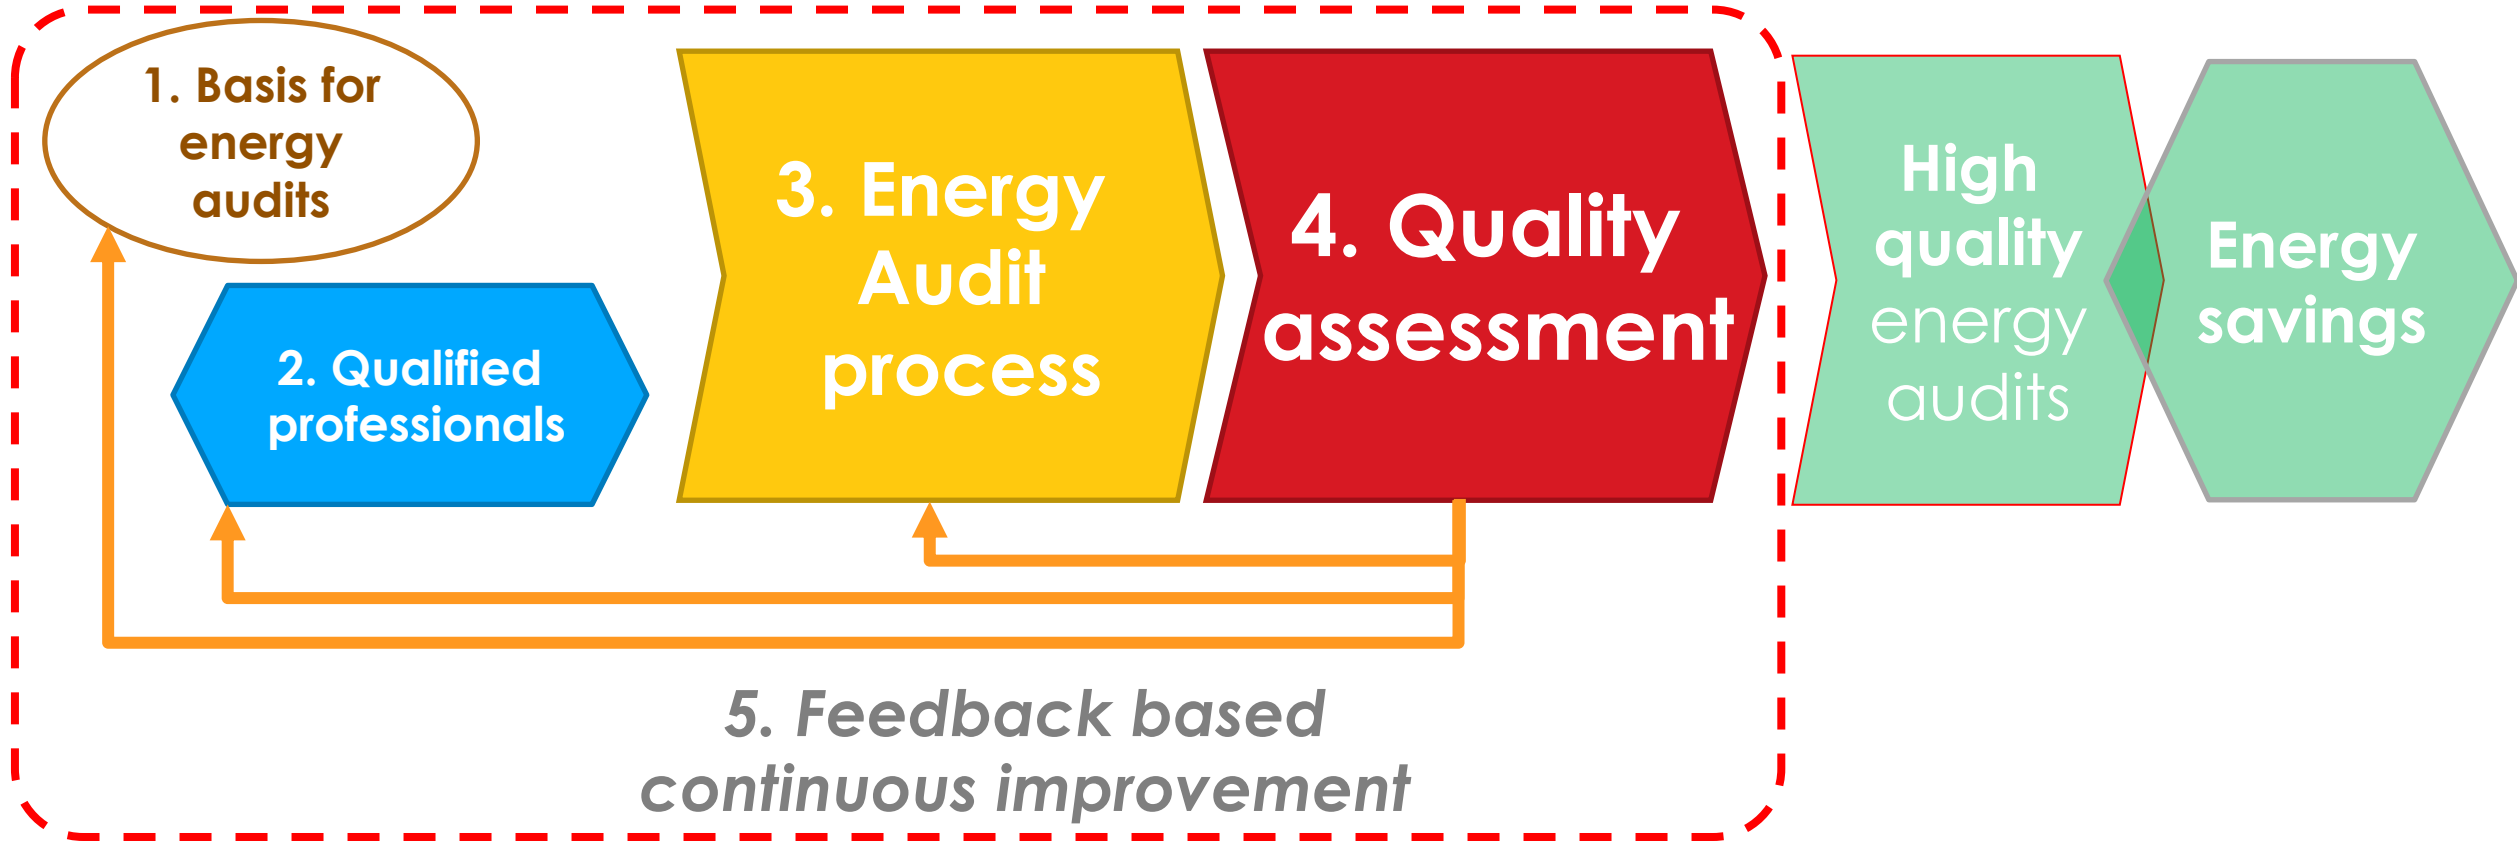 1. Basis for
energy
audits
2. Qualified
professionals
3. Energy
Audit
process
4. Quality
assessment
High
quality
energy
audits
Energy
savings
5. Feedback based
continuous improvement